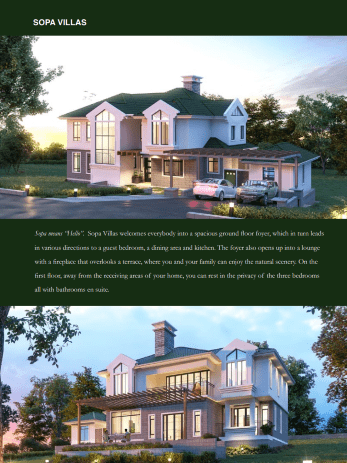 SOPA VILLAS
Sopa means "Hello". Sopa Villas welcomes everybody into a spacious ground floor foyer, which in turn leads
in various directions to a guest bedroom, a dining area and kitchen. The foyer also opens up into a lounge
with a fireplace that overlooks a terrace, where you and your family can enjoy the natural scenery. On the
first floor, away from the receiving areas of your home, you can rest in the privacy of the three bedrooms
all with bathrooms en suite.